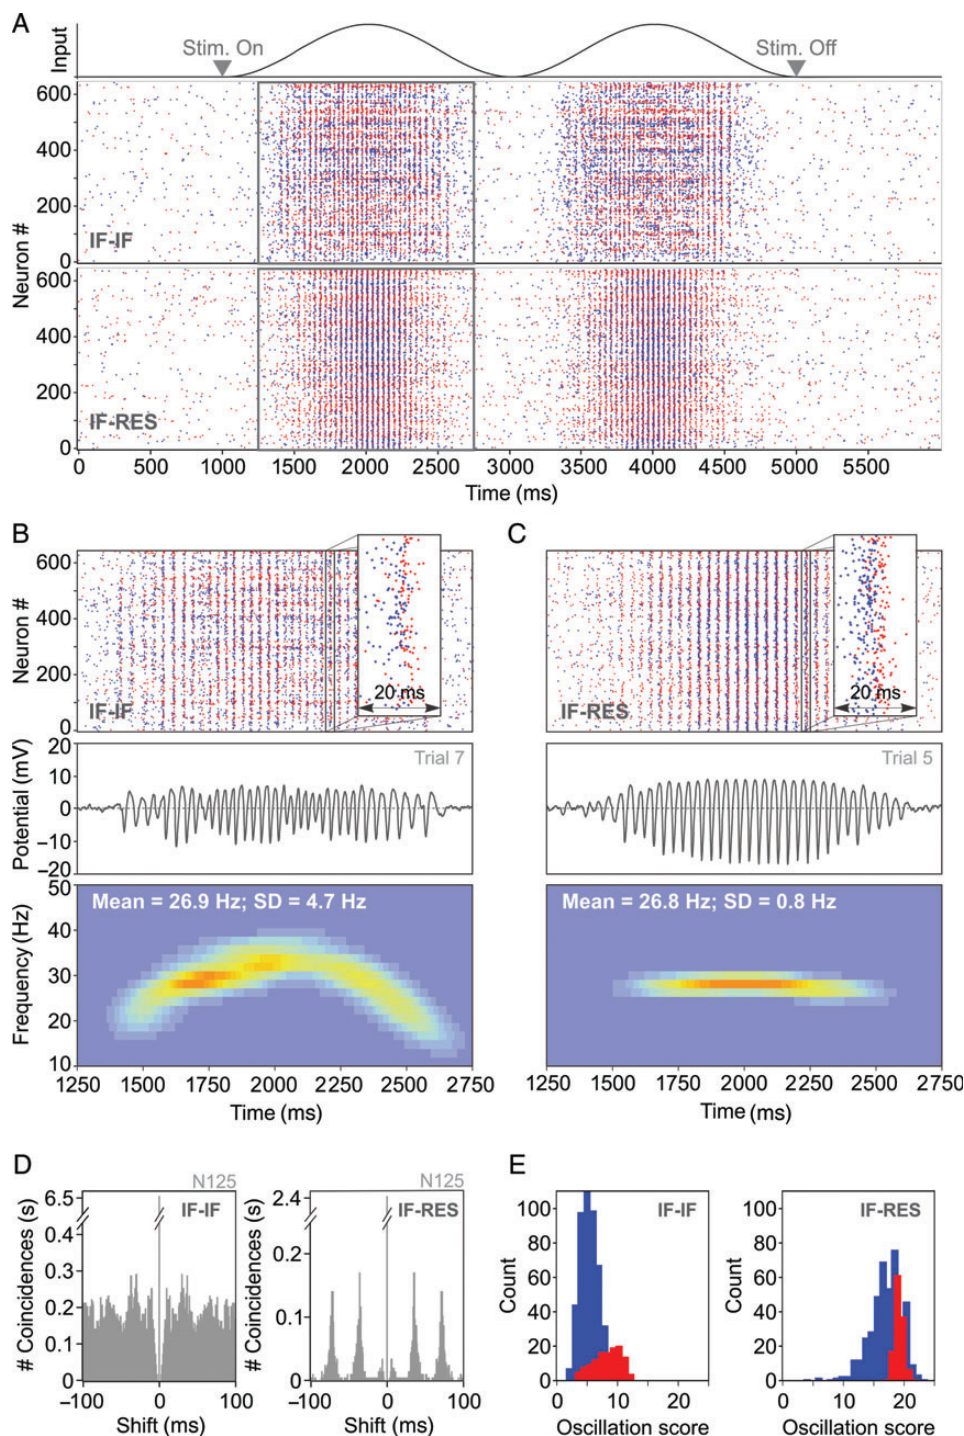 A
Input
Stim. On
Stim. Off
Neuron #
600
400
200
0
IF-IF
600
400
200
0
IF-RES
0 500 1000 1500 2000 2500 3000 3500 4000 4500 5000 5500
Time (ms)
B
Neuron #
600
400
200
0
IF-IF
20 ms
C
IF-RES
20 ms
Potential (mV)
20
10
0
−10
−20
Trial 7
Trial 5
Frequency (Hz)
50
40
30
20
10
Mean = 26.9 Hz; SD = 4.7 Hz
Mean = 26.8 Hz; SD = 0.8 Hz
1250 1500 1750 2000 2250 2500 2750
Time (ms)
1250 1500 1750 2000 2250 2500 2750
Time (ms)
D
N125
IF-IF
# Coincidences (s)
6.5
0.4
0.3
0.2
0.1
0
−100 −50 0 50 100
Shift (ms)
N125
IF-RES
# Coincidences (s)
2.4
0.2
0.1
0
−100 −50 0 50 100
Shift (ms)
E
IF-IF
Count
100
80
60
40
20
0
0 10 20
Oscillation score
IF-RES
Count
100
80
60
40
20
0
0 10 20
Oscillation score